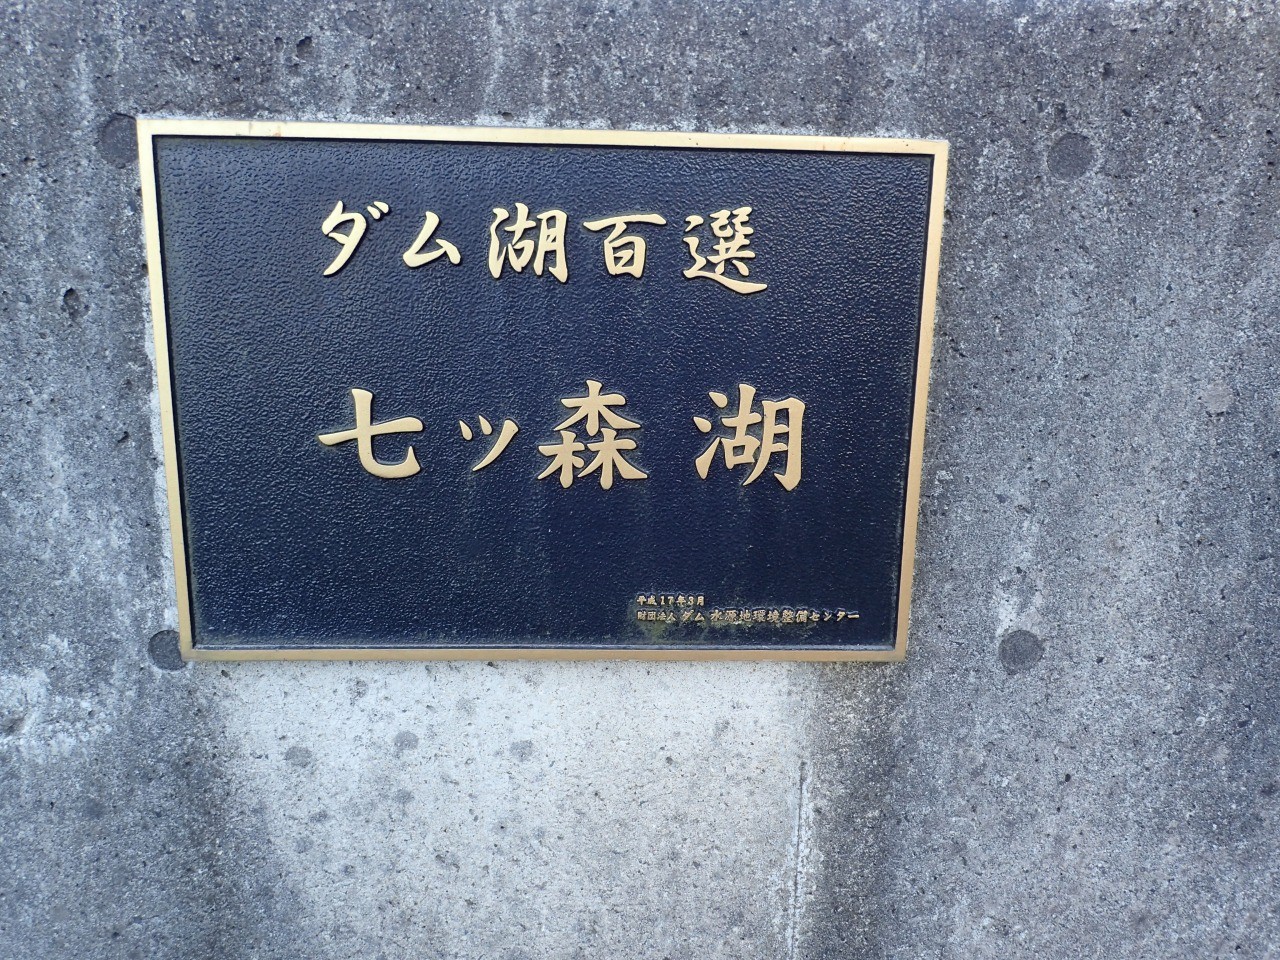 ダム湖百選
七ッ森湖
平成17年3月
財団法人 ダム水源地環境整備センター